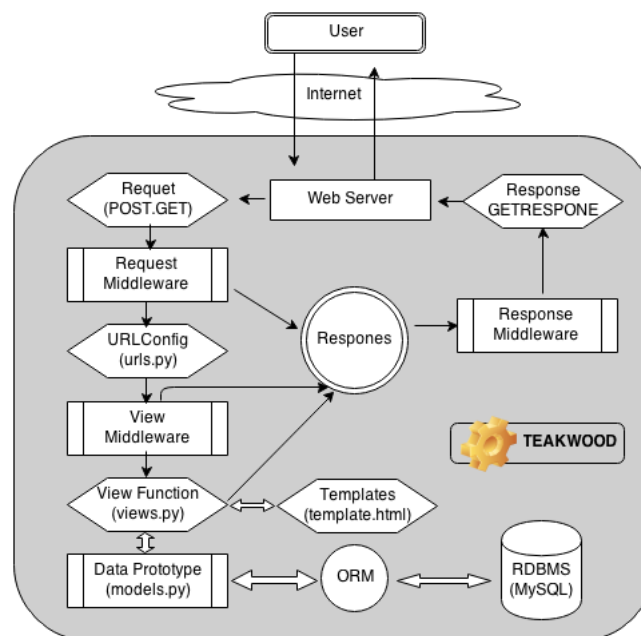 User
Internet
Requet
(POST.GET)
Web Server
Response
GETRESPONE
Request
Middleware
Respones
Response
Middleware
URLConfig
(urls.py)
View
Middleware
TEAKWOOD
View Function
(views.py)
Templates
(template.html)
Data Prototype
(models.py)
ORM
RDBMS
(MySQL)